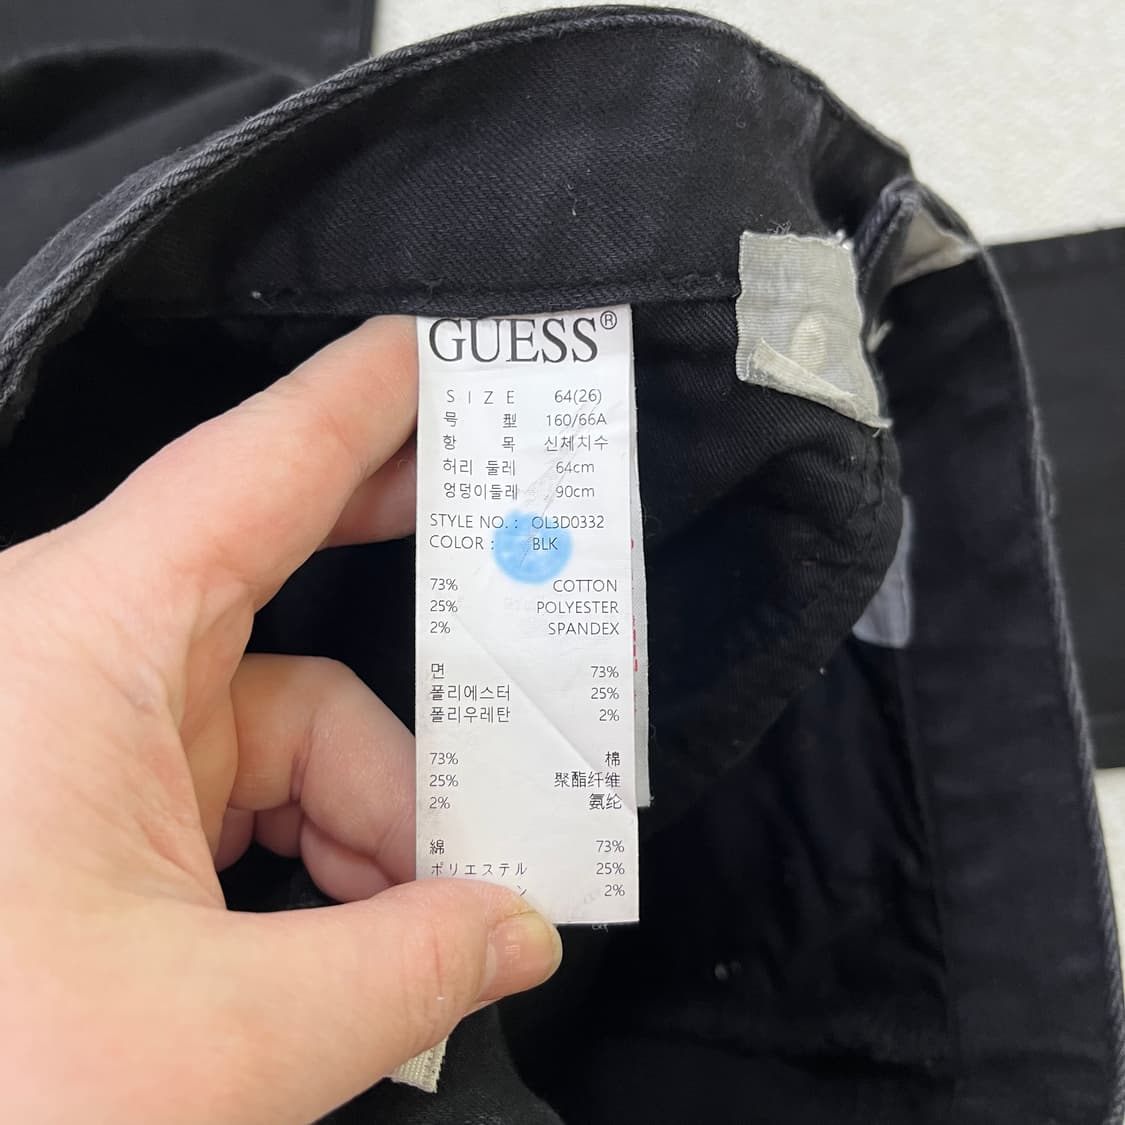 GUESS®
SIZE 64(26)
号 型 160/66A
항 목 신체치수
허리 둘레 64cm
엉덩이둘레 90cm
STYLE NO. : OL3D0332
COLOR : BLK
73% COTTON
25% POLYESTER
2% SPANDEX
면 73%
폴리에스터 25%
폴리우레탄 2%
73% 棉
25% 聚酯纤维
2% 氨纶
綿 73%
ポリエステル 25%
2%